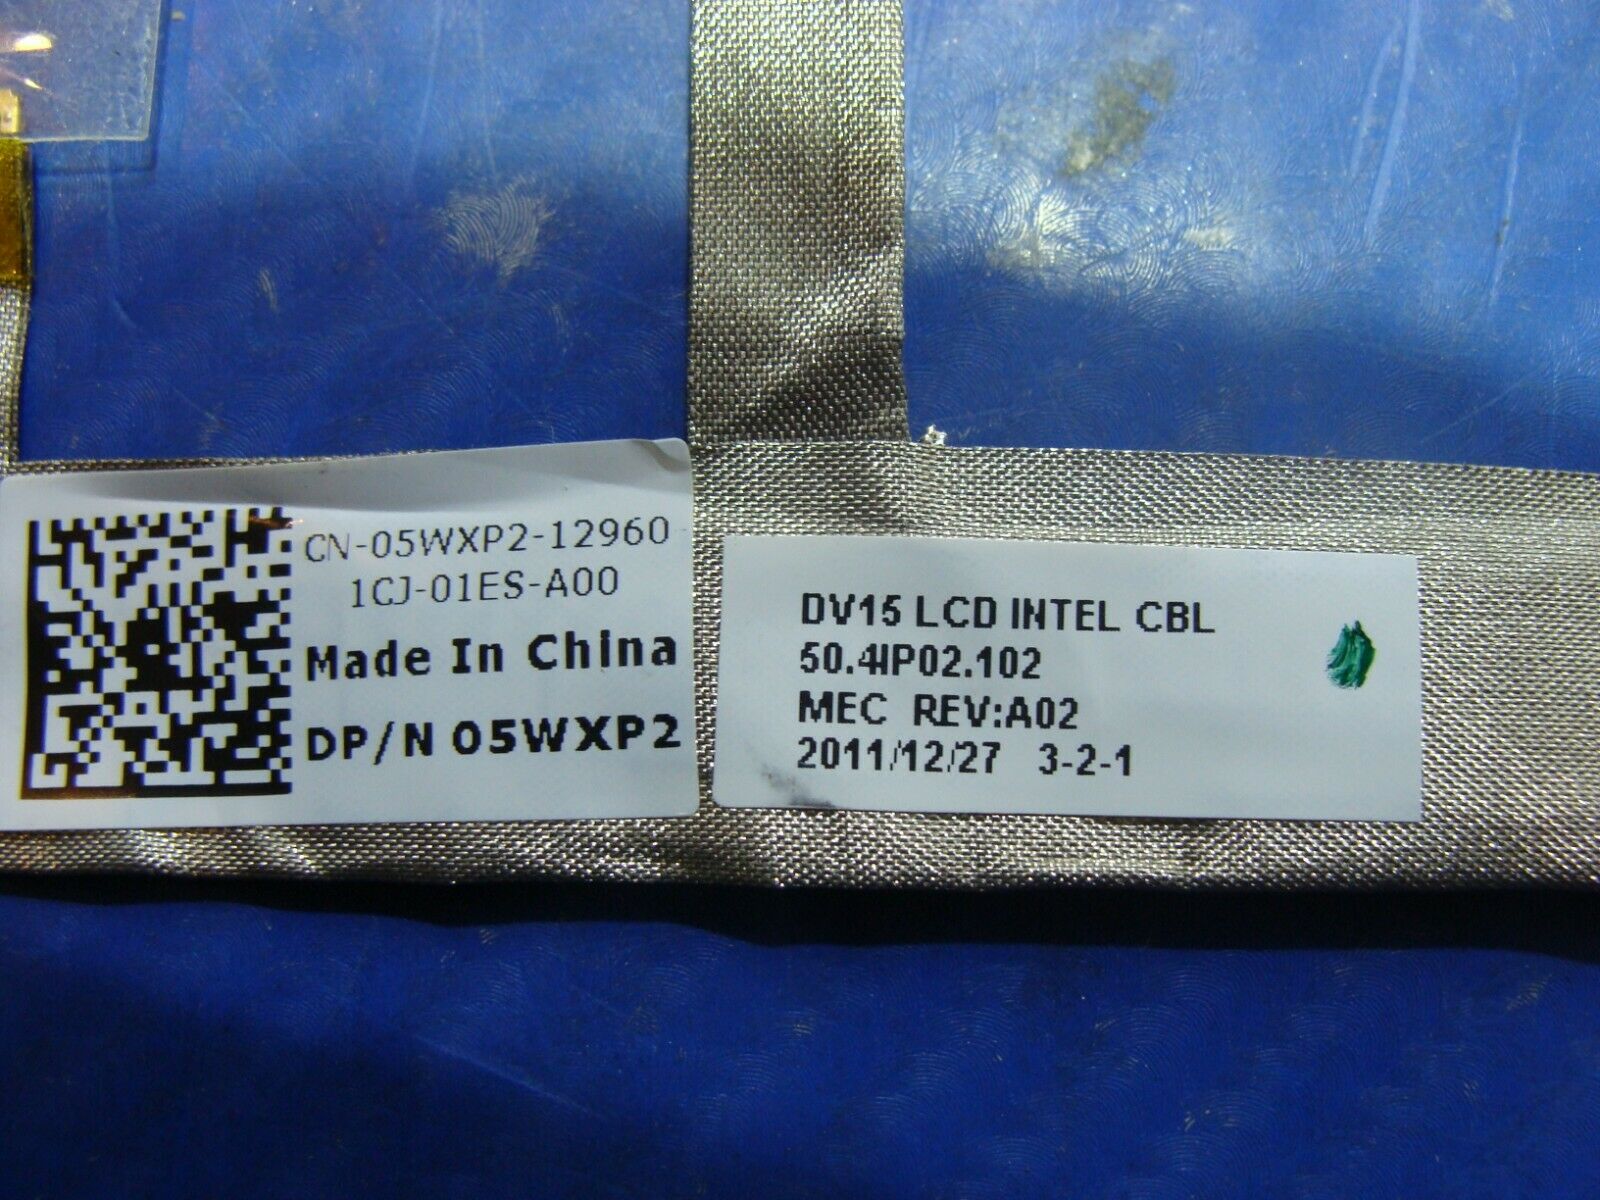 CN-05WXP2-12960
1CJ-01ES-A00
Made In China
DP/N 05WXP2
DV15 LCD INTEL CBL
50.4IP02.102
MEC REV:A02
2011/12/27 3-2-1